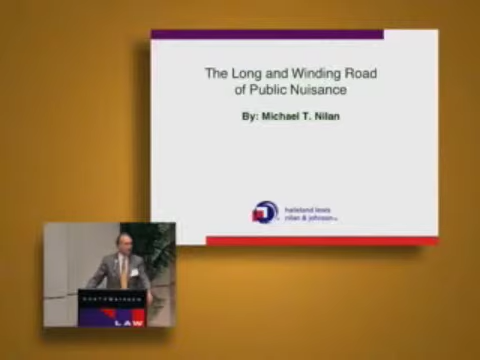 The Long and Winding Road
of Public Nuisance
By: Michael T. Nilan
halleland lewis
nilan & johnson
LAW